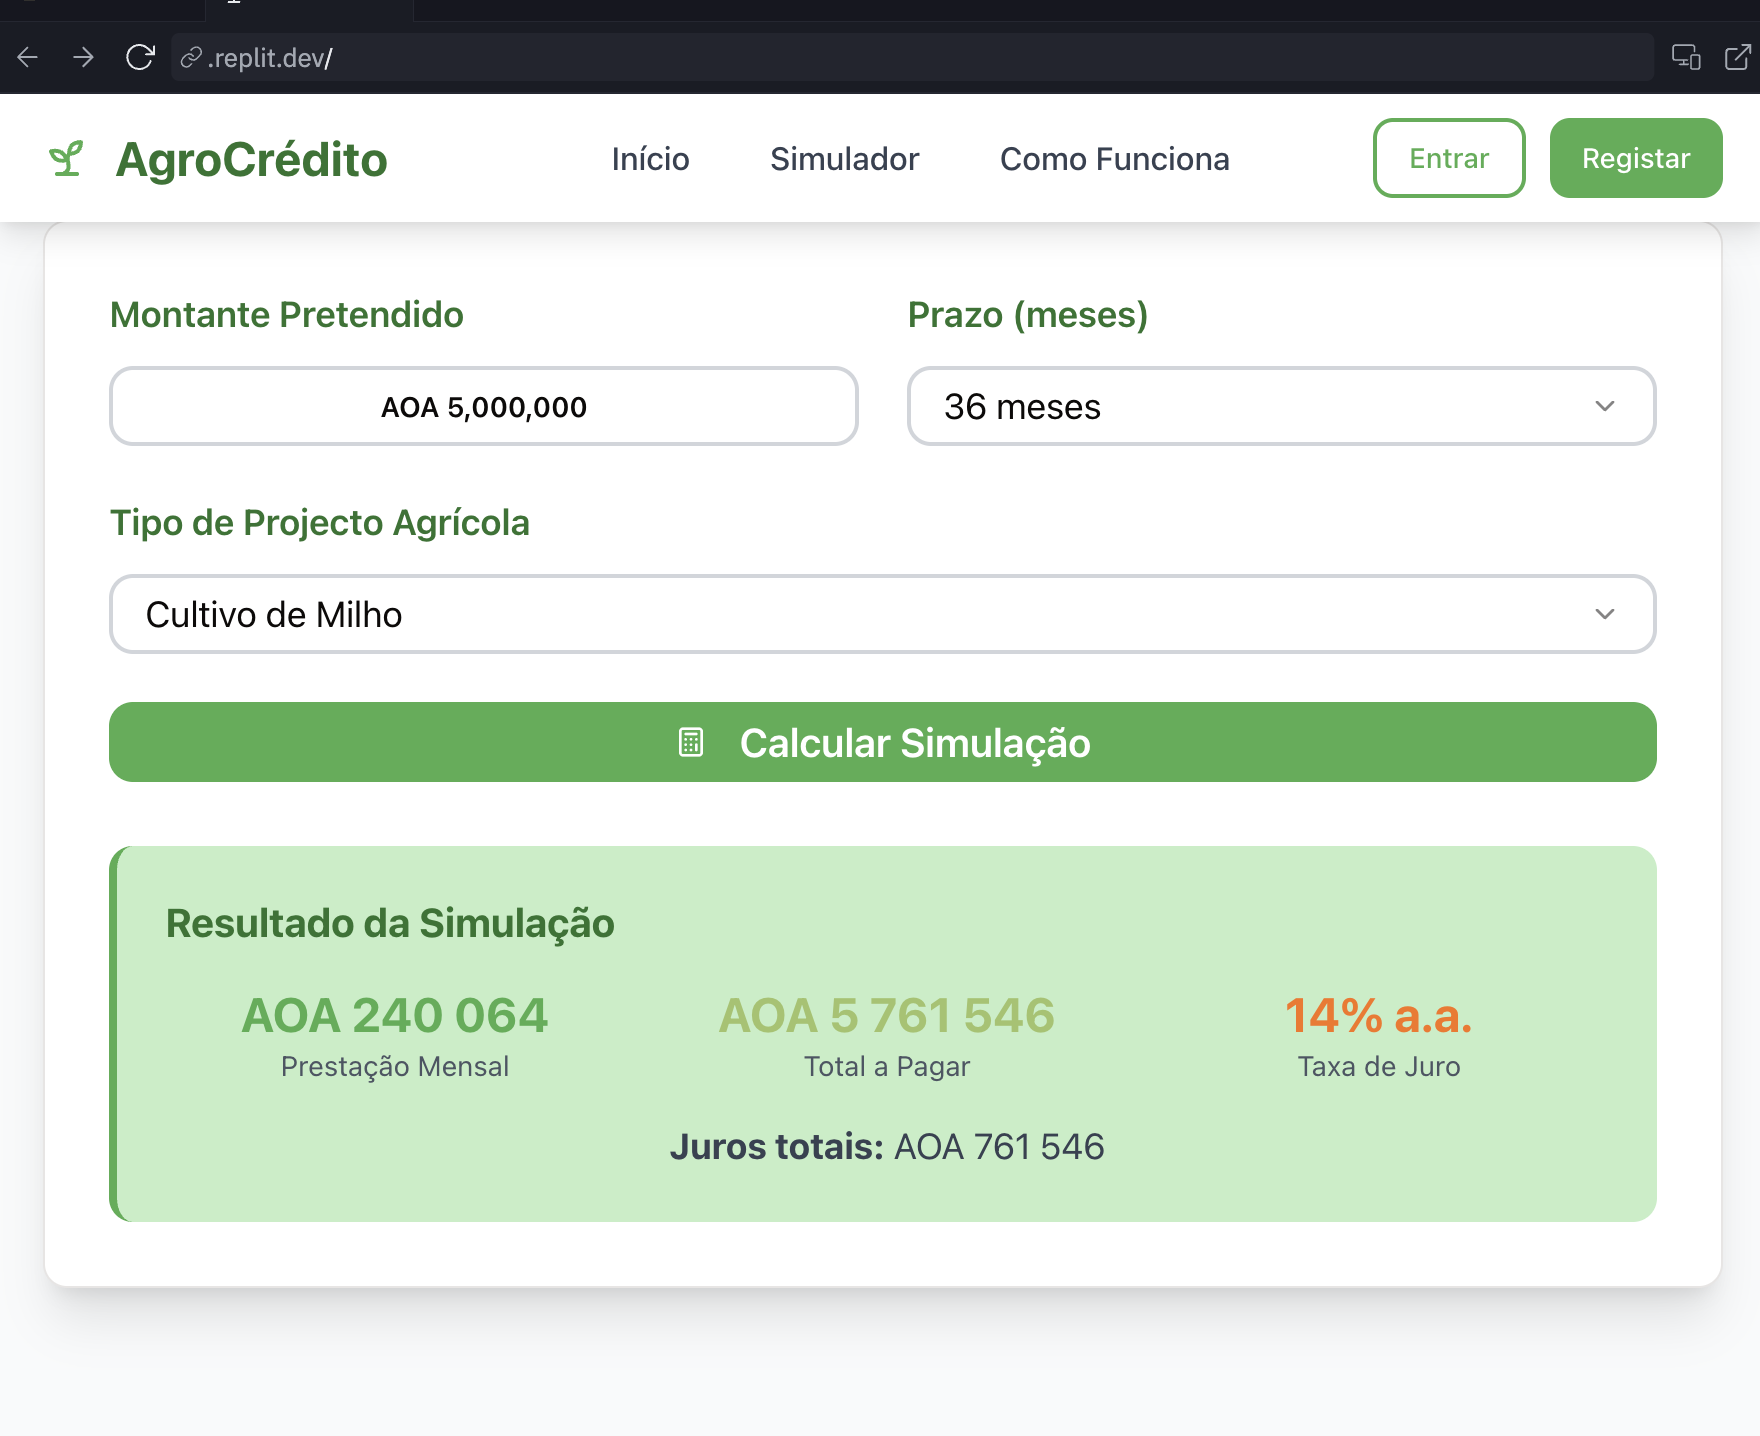 .replit.dev/
AgroCrédito
Início
Simulador
Como Funciona
Entrar
Registar
Montante Pretendido
Prazo (meses)
AOA 5,000,000
36 meses
Tipo de Projecto Agrícola
Cultivo de Milho
Calcular Simulação
Resultado da Simulação
AOA 240 064
AOA 5 761 546
14% a.a.
Prestação Mensal
Total a Pagar
Taxa de Juro
Juros totais: AOA 761 546